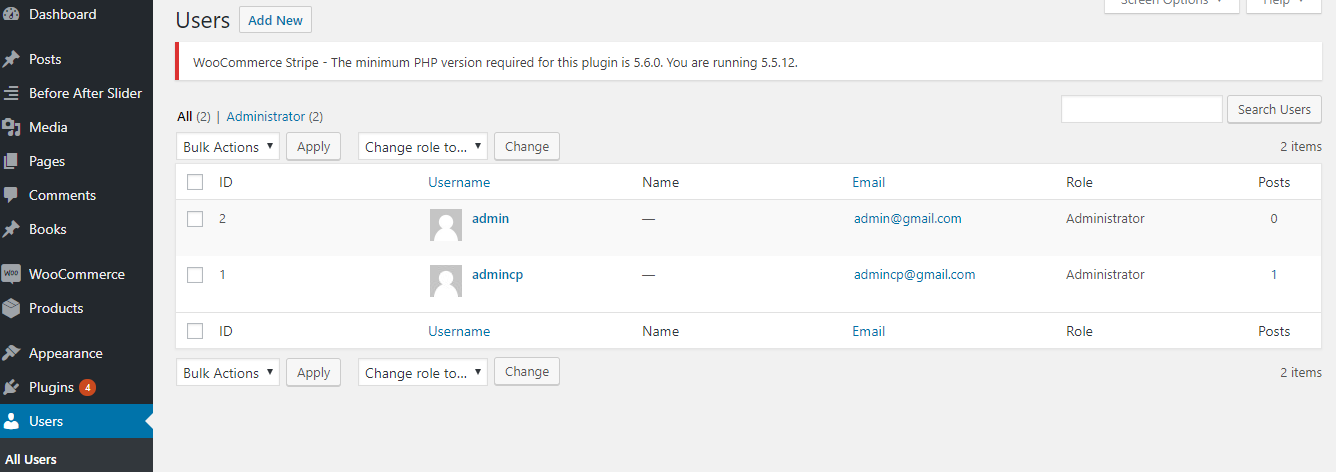 Dashboard
Posts
Before After Slider
Media
Pages
Comments
Books
WOO WooCommerce
Products
Appearance
Plugins 4
Users
All Users
Screen Options Help
Users Add New
WooCommerce Stripe - The minimum PHP version required for this plugin is 5.6.0. You are running 5.5.12.
All (2) | Administrator (2)
Search Users
Bulk Actions Apply Change role to... Change 2 items
ID Username Name Email Role Posts
2 admin — admin@gmail.com Administrator 0
1 admincp — admincp@gmail.com Administrator 1
ID Username Name Email Role Posts
Bulk Actions Apply Change role to... Change 2 items